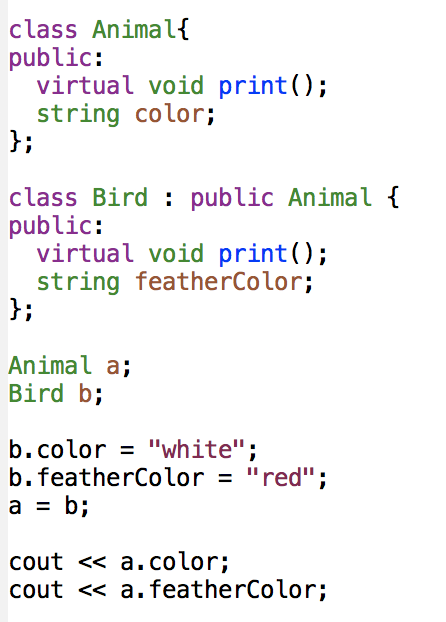 class Animal{
public:
  virtual void print();
  string color;
};

class Bird : public Animal {
public:
  virtual void print();
  string featherColor;
};

Animal a;
Bird b;

b.color = "white";
b.featherColor = "red";
a = b;

cout << a.color;
cout << a.featherColor;